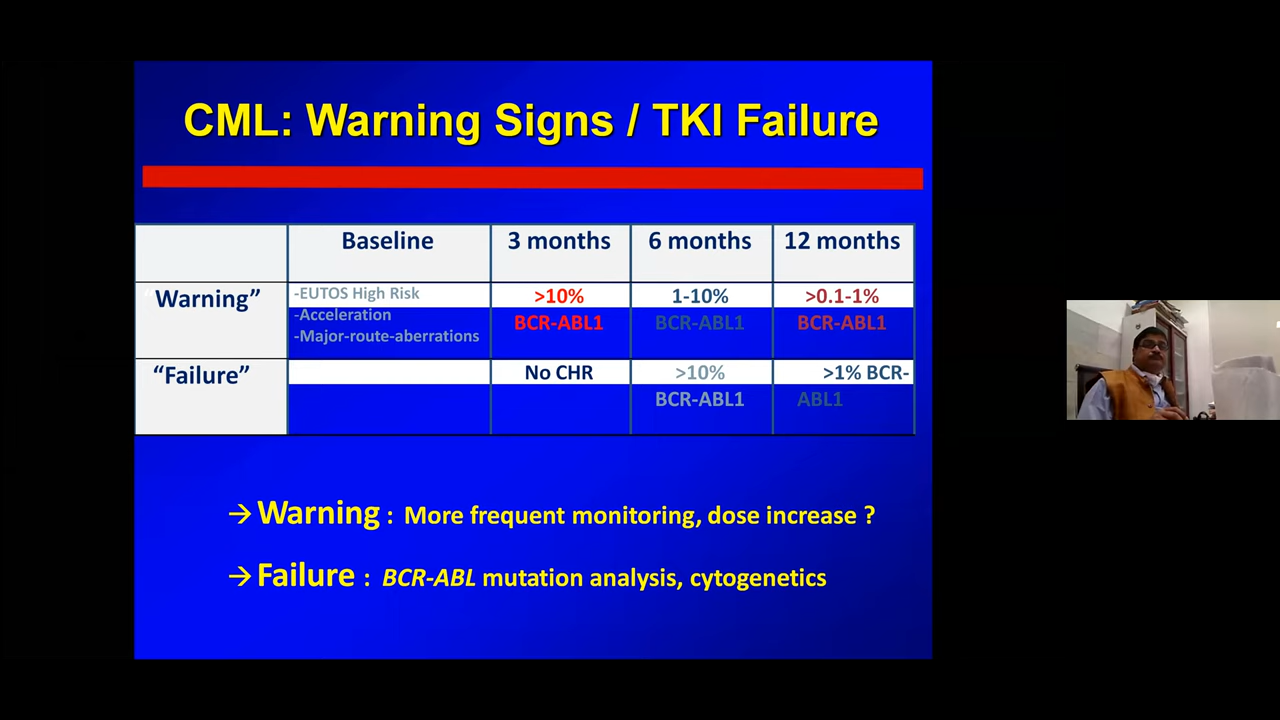 CML: Warning Signs / TKI Failure
Baseline
3 months
6 months
12 months
“Warning”
-EUTOS High Risk
-Acceleration
-Major-route-aberrations
>10%
BCR-ABL1
1-10%
BCR-ABL1
>0.1-1%
BCR-ABL1
“Failure”
No CHR
>10%
BCR-ABL1
>1% BCR-
ABL1
→Warning : More frequent monitoring, dose increase ?
→Failure : BCR-ABL mutation analysis, cytogenetics